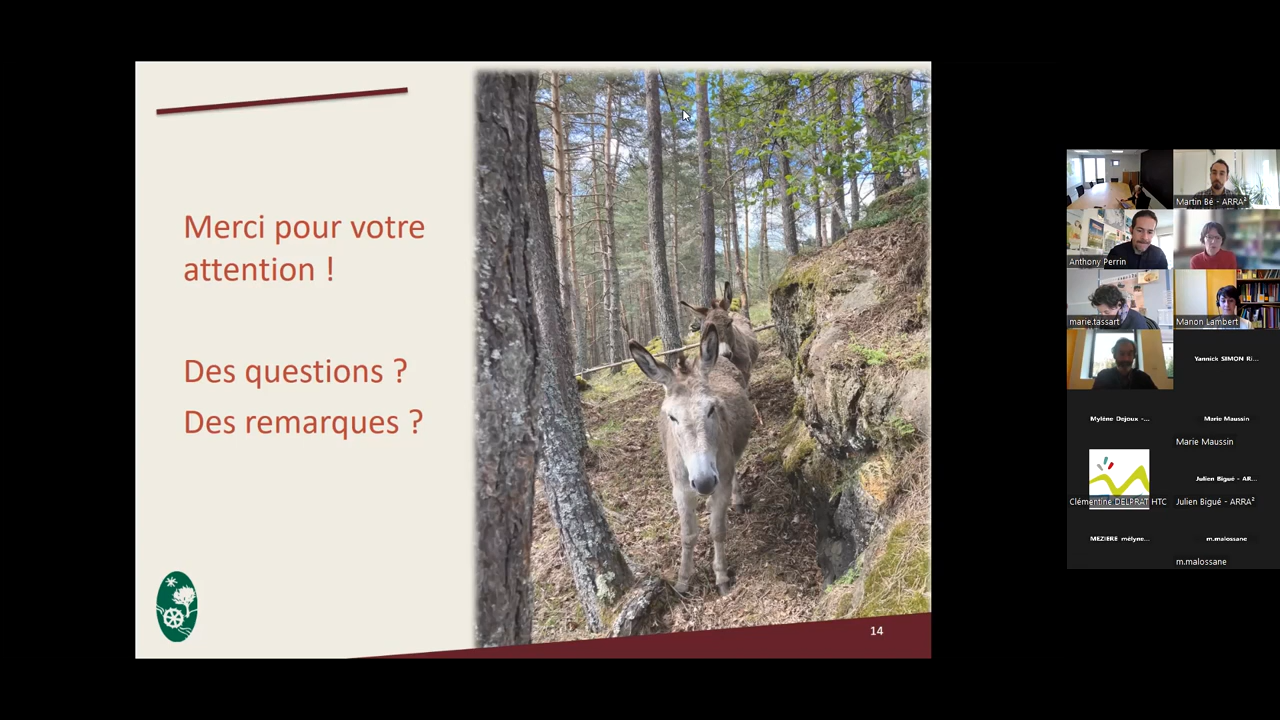 Merci pour votre
attention !
Des questions ?
Des remarques ?
14
Martin Bé - ARRA²
Anthony Perrin
marie.tassart
Manon Lambert
Yannick SIMON Ri...
Mylène Dejoux -...
Marie Maussin
Marie Maussin
Clémentine DELPRAT HTC
Julien Bigué - AR...
Julien Bigué - ARRA²
MEZIERE mélyne...
m.malossane
m.malossane